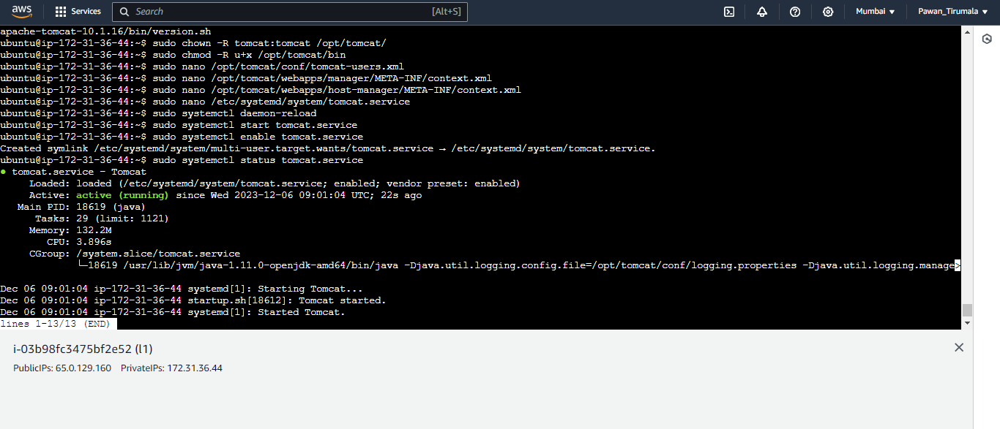 aws Services Search [Alt+S] Mumbai ▼ Pawan_Tirumala ▼
apache-tomcat-10.1.16/bin/version.sh
ubuntu@ip-172-31-36-44:~$ sudo chown -R tomcat:tomcat /opt/tomcat/
ubuntu@ip-172-31-36-44:~$ sudo chmod -R u+x /opt/tomcat/bin
ubuntu@ip-172-31-36-44:~$ sudo nano /opt/tomcat/conf/tomcat-users.xml
ubuntu@ip-172-31-36-44:~$ sudo nano /opt/tomcat/webapps/manager/META-INF/context.xml
ubuntu@ip-172-31-36-44:~$ sudo nano /opt/tomcat/webapps/host-manager/META-INF/context.xml
ubuntu@ip-172-31-36-44:~$ sudo nano /etc/systemd/system/tomcat.service
ubuntu@ip-172-31-36-44:~$ sudo systemctl daemon-reload
ubuntu@ip-172-31-36-44:~$ sudo systemctl start tomcat.service
ubuntu@ip-172-31-36-44:~$ sudo systemctl enable tomcat.service
Created symlink /etc/systemd/system/multi-user.target.wants/tomcat.service → /etc/systemd/system/tomcat.service.
ubuntu@ip-172-31-36-44:~$ sudo systemctl status tomcat.service
● tomcat.service - Tomcat
Loaded: loaded (/etc/systemd/system/tomcat.service; enabled; vendor preset: enabled)
Active: active (running) since Wed 2023-12-06 09:01:04 UTC; 22s ago
Main PID: 18619 (java)
Tasks: 29 (limit: 1121)
Memory: 132.2M
CPU: 3.896s
CGroup: /system.slice/tomcat.service
└─18619 /usr/lib/jvm/java-1.11.0-openjdk-amd64/bin/java -Djava.util.logging.config.file=/opt/tomcat/conf/logging.properties -Djava.util.logging.manage>
Dec 06 09:01:04 ip-172-31-36-44 systemd[1]: Starting Tomcat...
Dec 06 09:01:04 ip-172-31-36-44 startup.sh[18612]: Tomcat started.
Dec 06 09:01:04 ip-172-31-36-44 systemd[1]: Started Tomcat.
lines 1-13/13 (END)
i-03b98fc3475bf2e52 (l1)
PublicIPs: 65.0.129.160 PrivateIPs: 172.31.36.44